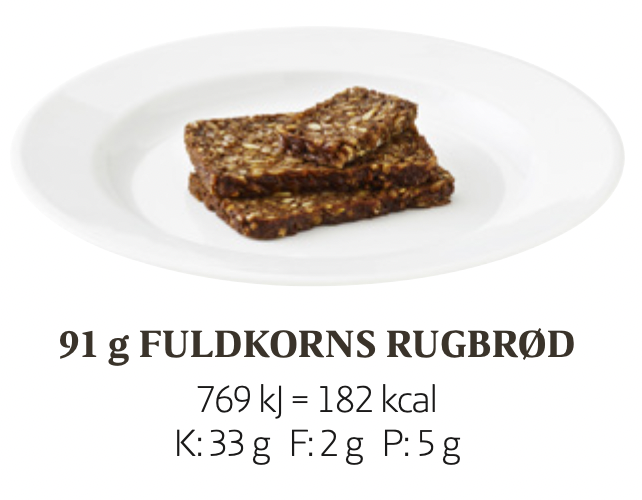 91 g FULDKORNS RUGBRØD
769 kJ = 182 kcal
K: 33 g F: 2 g P: 5 g